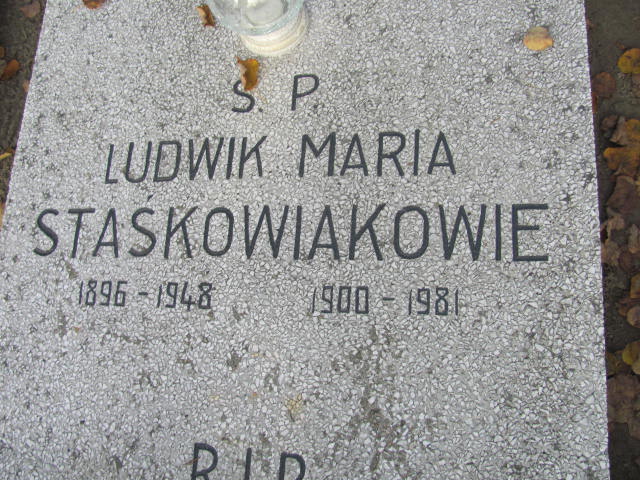 Ś. P.
LUDWIK MARIA
STAŚKOWIAKOWIE
1896 - 1948 1900 - 1981
R.I.P.